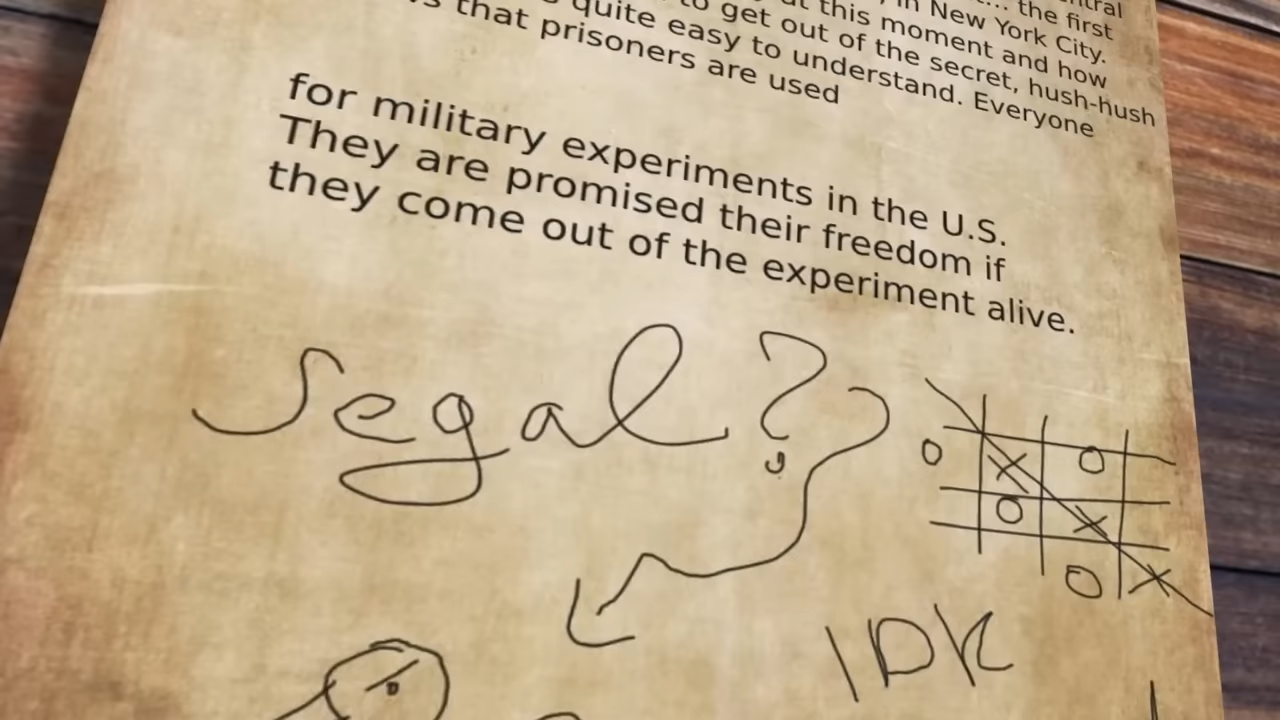 ntral
... the first
in New York City.
t this moment and how
to get out of the secret, hush-hush
quite easy to understand. Everyone
s that prisoners are used
for military experiments in the U.S.
They are promised their freedom if
they come out of the experiment alive.
segal?
O X O
O X
O X
IDK